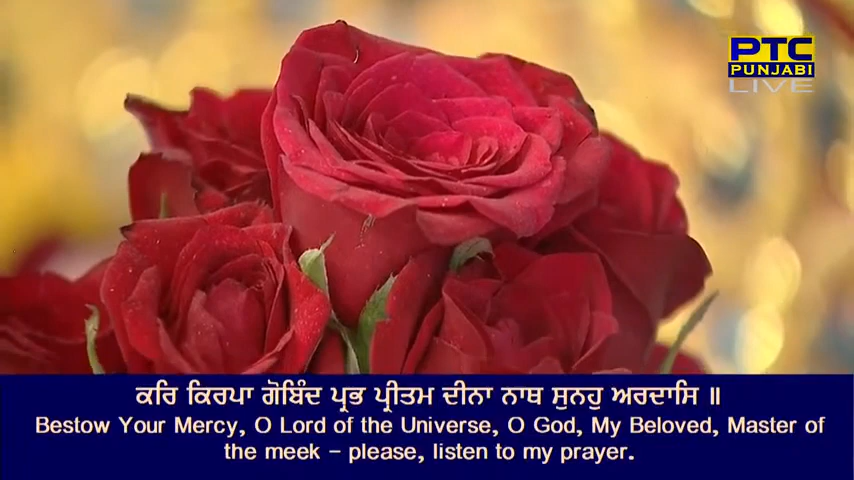 PTC
PUNJABI
LIVE
ਕਰਿ ਕਿਰਪਾ ਗੋਬਿੰਦ ਪ੍ਰਭ ਪ੍ਰੀਤਮ ਦੀਨਾ ਨਾਥ ਸੁਨਹੁ ਅਰਦਾਸਿ ॥
Bestow Your Mercy, O Lord of the Universe, O God, My Beloved, Master of
the meek – please, listen to my prayer.